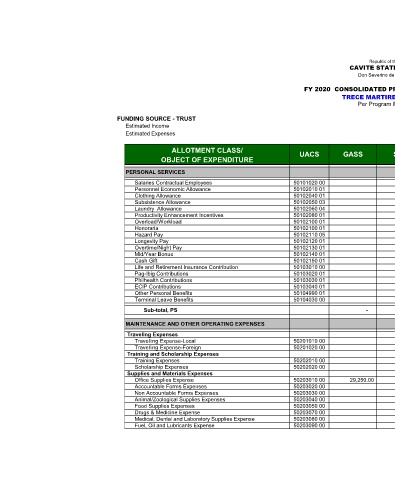 Republic of th
CAVITE STATE
Don Severino de
FY 2020 CONSOLIDATED PR
TRECE MARTIRE
Per Program
FUNDING SOURCE - TRUST
Estimated Income
Estimated Expenses
ALLOTMENT CLASS/ OBJECT OF EXPENDITURE UACS GASS
PERSONAL SERVICES
Salaries Contractual Employees 50101020 00
Personnel Economic Allowance 50102010 01
Clothing Allowance 50102040 01
Subsistence Allowance 50102050 03
Laundry Allowance 50102060 04
Productivity Enhancement Incentives 50102080 01
Overload/Workload 50102100 01
Honoraria 50102100 01
Hazard Pay 50102110 05
Longevity Pay 50102120 01
Overtime/Night Pay 50102130 01
Mid/Year Bonus 50102140 01
Cash Gift 50102150 01
Life and Retirement Insurance Contribution 50103010 00
Pag-Ibig Contributions 50103020 01
Philhealth Contributions 50103030 01
ECIP Contributions 50103040 01
Other Personal Benefits 50104990 01
Terminal Leave Benefits 50104030 00
Sub-total, PS -
MAINTENANCE AND OTHER OPERATING EXPENSES
Traveling Expenses
Travelling Expense-Local 50201010 00
Travelling Expense-Foreign 50201020 00
Training and Scholarship Expenses
Training Expenses 50202010 00
Scholarship Expenses 50202020 00
Supplies and Materials Expenses
Office Supplies Expense 50203010 00 29,259.00
Accountable Forms Expenses 50203020 00
Non Accountable Forms Expenses 50203030 00
Animal/Zoological Supplies Expenses 50203040 00
Food Supplies Expenses 50203050 00
Drugs & Medicine Expense 50203070 00
Medical, Dental and Laboratory Supplies Expense 50203080 00
Fuel, Oil and Lubricants Expense 50203090 00